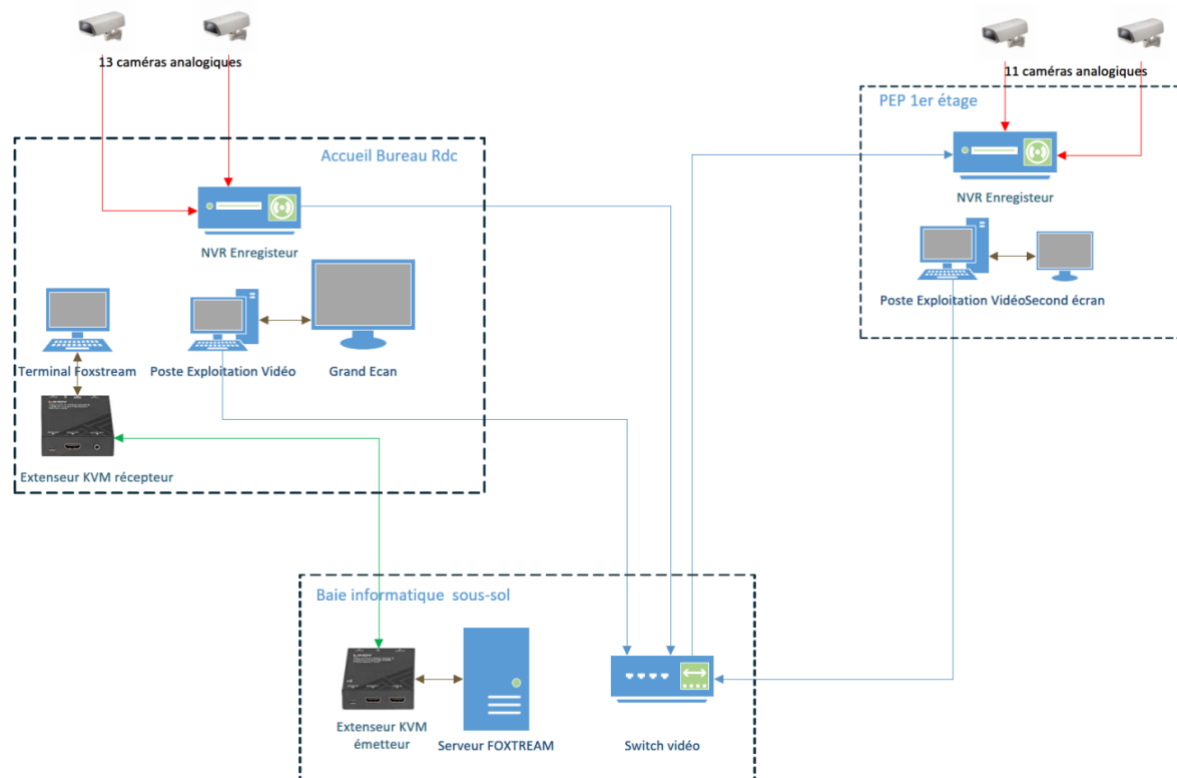 13 caméras analogiques
11 caméras analogiques
PEP 1er étage
Accueil Bureau Rdc
NVR Enregisteur
NVR Enregisteur
Poste Exploitation Vidéo
Second écran
Terminal Foxstream
Poste Exploitation Vidéo
Grand Ecan
Extenseur KVM récepteur
Baie informatique sous-sol
Extenseur KVM
émetteur
Serveur FOXTREAM
Switch vidéo